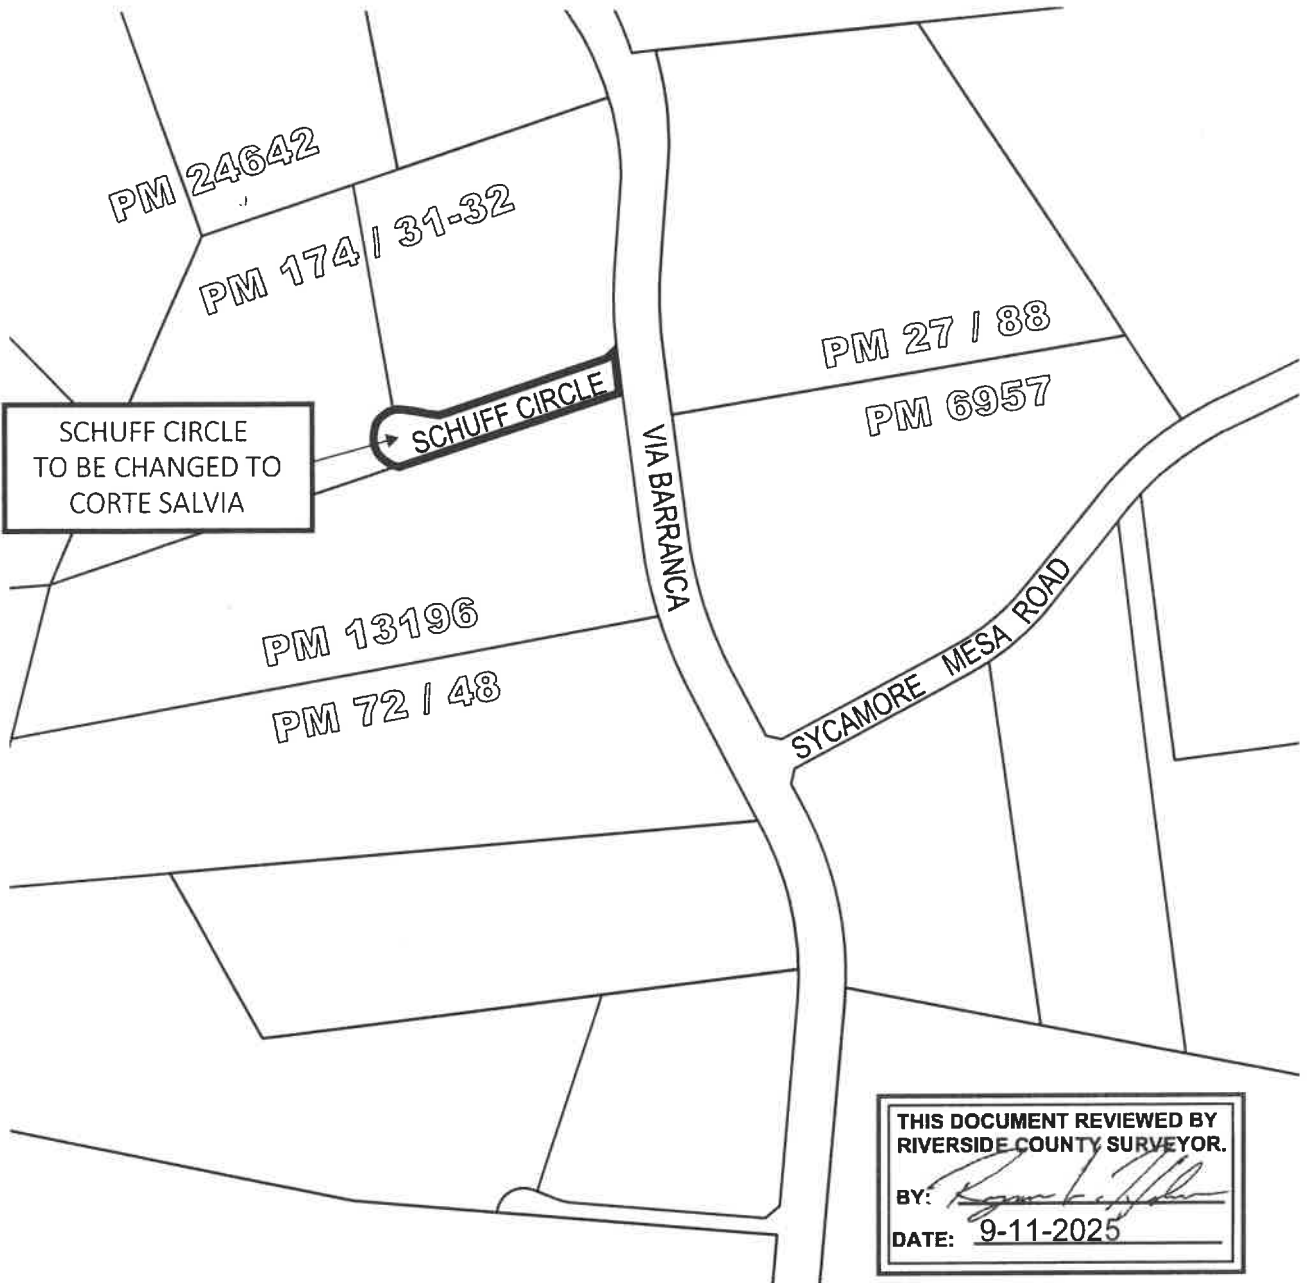 PM 24642
PM 174 / 31-32
PM 27 / 88
PM 6957
SCHUFF CIRCLE
SCHUFF CIRCLE
TO BE CHANGED TO
CORTE SALVIA
VIA BARRANCA
PM 13196
PM 72 / 48
SYCAMORE MESA ROAD
THIS DOCUMENT REVIEWED BY
RIVERSIDE COUNTY SURVEYOR.
BY:
DATE: 9-11-2025